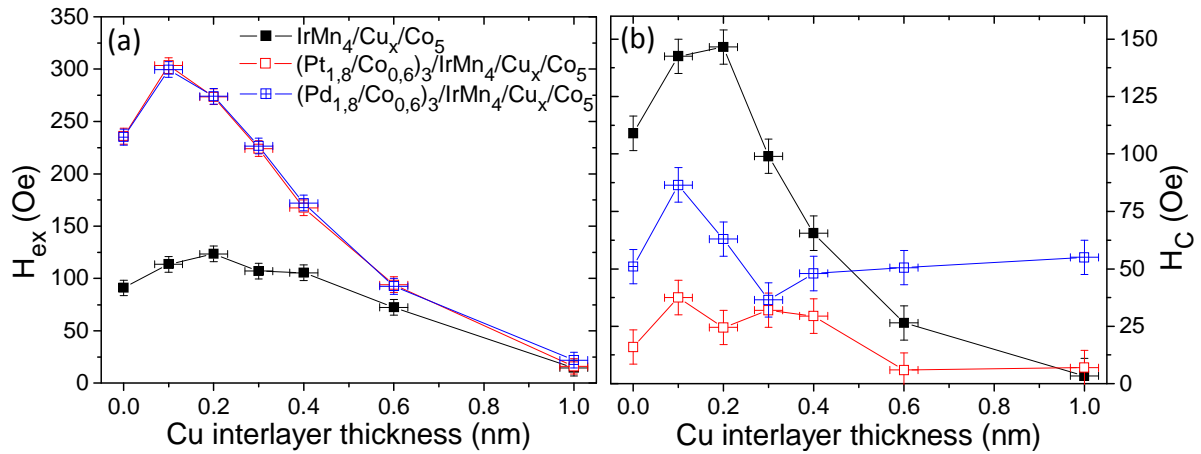 (a)
IrMn₄/Cuₓ/Co₅
(Pt₁,₈/Co₀,₆)₃/IrMn₄/Cuₓ/Co₅
(Pd₁,₈/Co₀,₆)₃/IrMn₄/Cuₓ/Co₅
350
300
250
200
150
100
50
0
H_ex (Oe)
0.0 0.2 0.4 0.6 0.8 1.0
Cu interlayer thickness (nm)
(b)
150
125
100
75
50
25
0
H_C (Oe)
0.0 0.2 0.4 0.6 0.8 1.0
Cu interlayer thickness (nm)